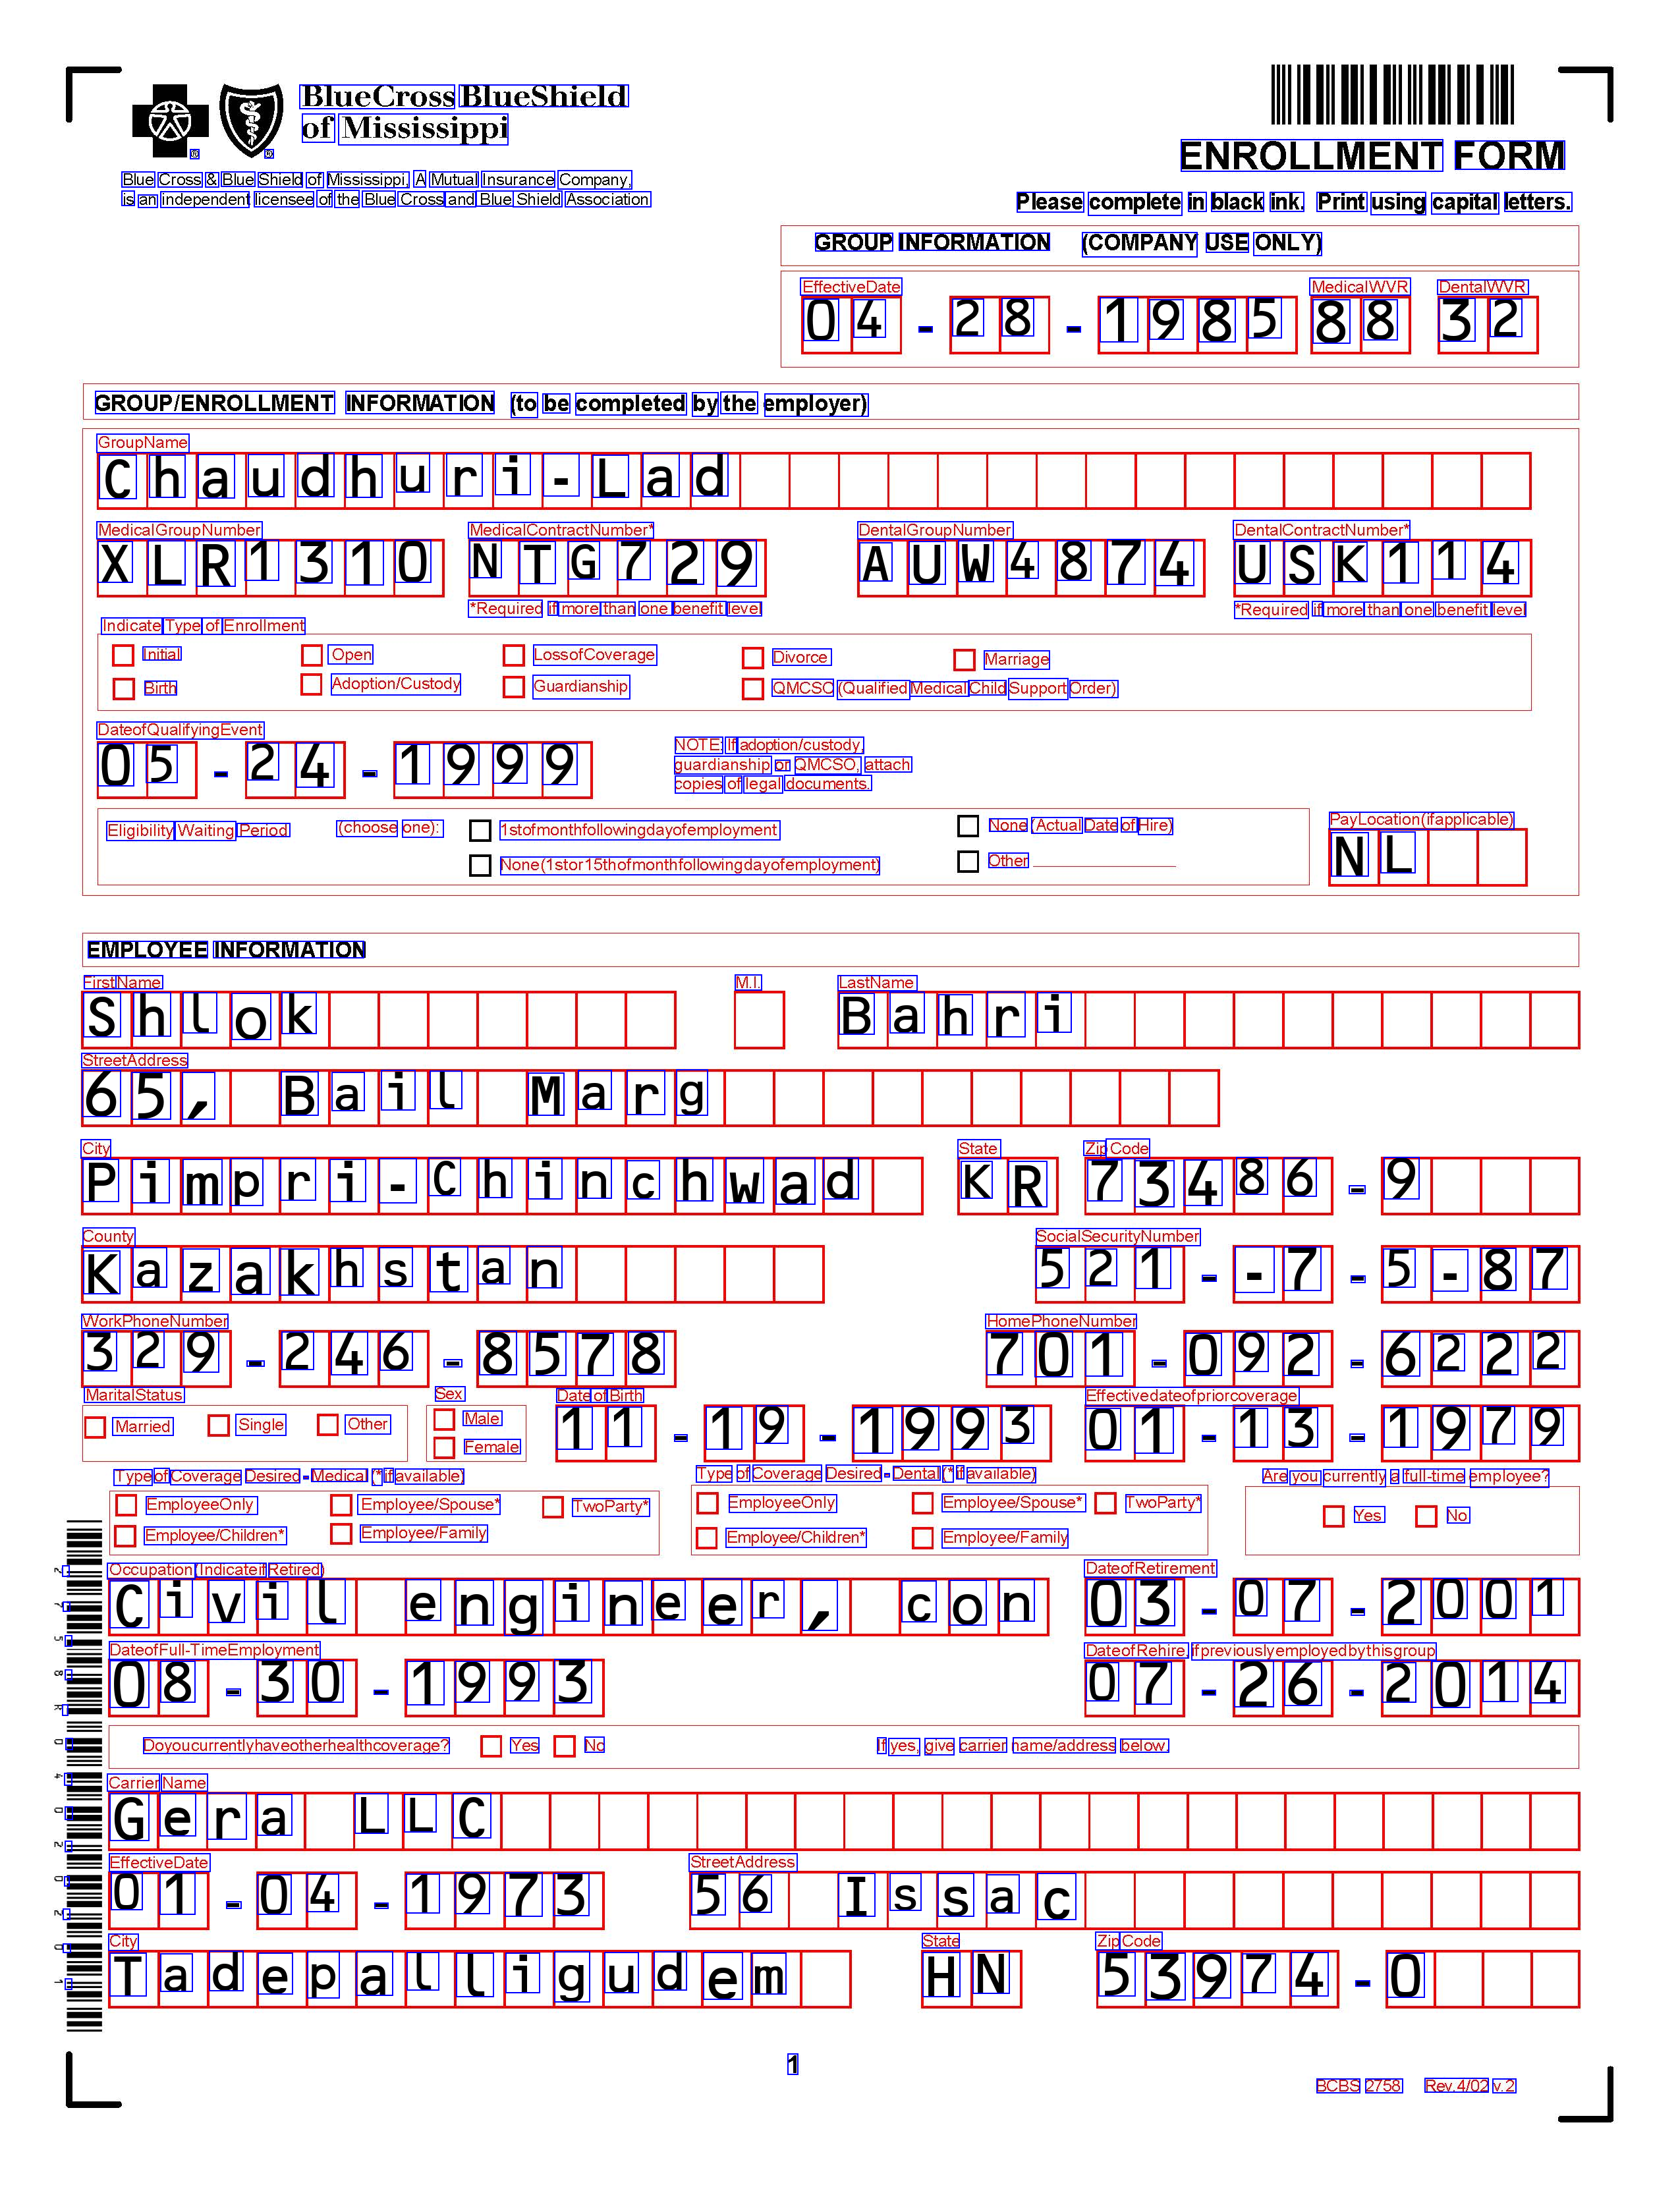 BlueCross BlueShield
of Mississippi
® ®
Blue Cross & Blue Shield of Mississippi, A Mutual Insurance Company,
is an independent licensee of the Blue Cross and Blue Shield Association
ENROLLMENT FORM
Please complete in black ink. Print using capital letters.
GROUP INFORMATION (COMPANY USE ONLY)
EffectiveDate MedicalWVR DentalWVR
04 - 28 - 1985 88 32
GROUP/ENROLLMENT INFORMATION (to be completed by the employer)
GroupName
Chaudhuri-Lad
MedicalGroupNumber MedicalContractNumber* DentalGroupNumber DentalContractNumber*
XLR1310 NTG729 AUW4874 USK114
*Required if more than one benefit level *Required if more than one benefit level
Indicate Type of Enrollment
Initial Open LossofCoverage Divorce Marriage
Birth Adoption/Custody Guardianship QMCSO (Qualified Medical Child Support Order)
DateofQualifyingEvent
05 - 24 - 1999
NOTE: If adoption/custody,
guardianship or QMCSO, attach
copies of legal documents.
Eligibility Waiting Period (choose one): 1stofmonthfollowingdayofemployment None (Actual Date of Hire) PayLocation(ifapplicable)
None(1stor15thofmonthfollowingdayofemployment) Other NL
EMPLOYEE INFORMATION
FirstName M.I. LastName
Shlok Bahri
StreetAddress
65, Bail Marg
City State Zip Code
Pimpri-Chinchwad KR 73486 - 9
County SocialSecurityNumber
Kazakhstan 521 - -7 - 5-87
WorkPhoneNumber HomePhoneNumber
329 - 246 - 8578 701 - 092 - 6222
MaritalStatus Sex Date of Birth Effectivedateofpriorcoverage
Married Single Other Male Female 11 - 19 - 1993 01 - 13 - 1979
Type of Coverage Desired - Medical (* if available) Type of Coverage Desired - Dental (* if available) Are you currently a full-time employee?
EmployeeOnly Employee/Spouse* TwoParty* EmployeeOnly Employee/Spouse* TwoParty* Yes No
Employee/Children* Employee/Family Employee/Children* Employee/Family
Occupation (IndicateifRetired) DateofRetirement
Civil engineer, con 03 - 07 - 2001
DateofFull-TimeEmployment DateofRehire, ifpreviouslyemployedbythisgroup
08 - 30 - 1993 07 - 26 - 2014
Doyoucurrentlyhaveotherhealthcoverage? Yes No If yes, give carrier name/address below.
Carrier Name
Gera LLC
EffectiveDate StreetAddress
01 - 04 - 1973 56 Issac
City State Zip Code
Tadepalligudem HN 53974 - 0
1
BCBS 2758 Rev.4/02 v.2